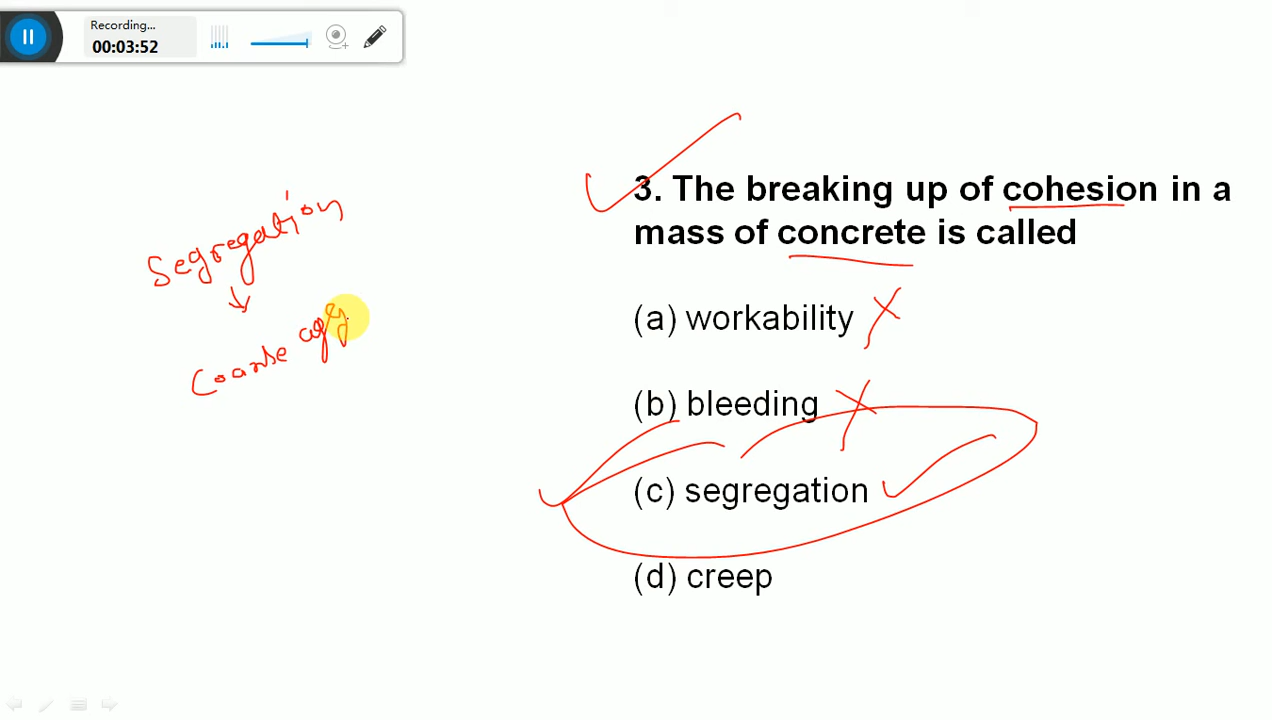 Recording...
00:03:52
3. The breaking up of cohesion in a
mass of concrete is called
Segregation
(a) workability
Coarse agg
(b) bleeding
(c) segregation
(d) creep